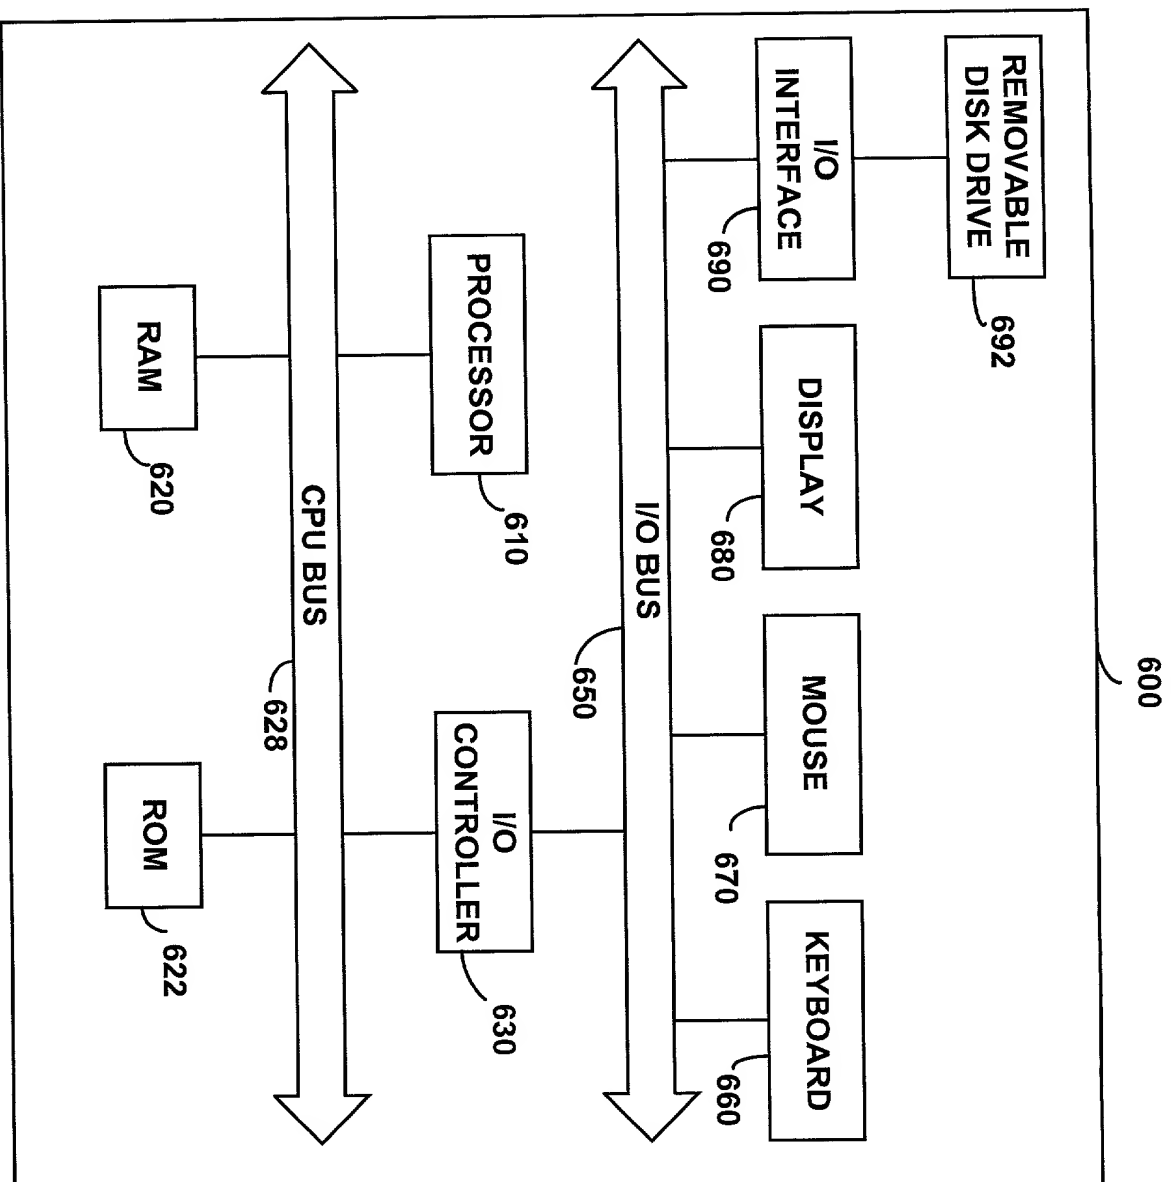 600
REMOVABLE
DISK DRIVE
692
I/O
INTERFACE
690
DISPLAY
680
MOUSE
670
KEYBOARD
660
I/O BUS
650
PROCESSOR
610
I/O
CONTROLLER
630
CPU BUS
628
RAM
620
ROM
622